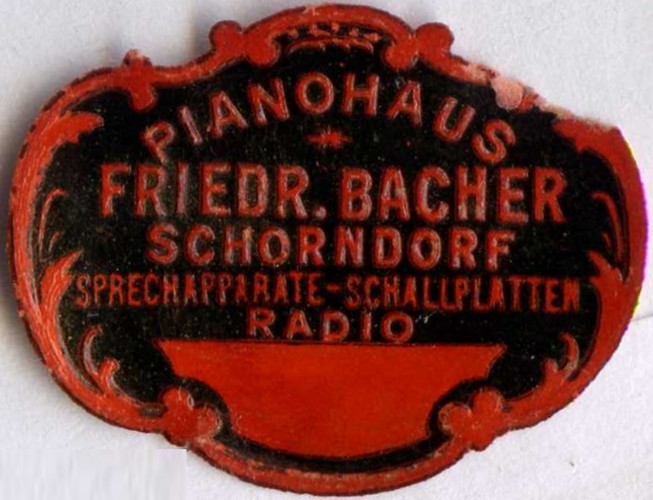 PIANOHAUS
FRIEDR. BACHER
SCHORNDORF
SPRECHAPPARATE-SCHALLPLATTEN
RADIO